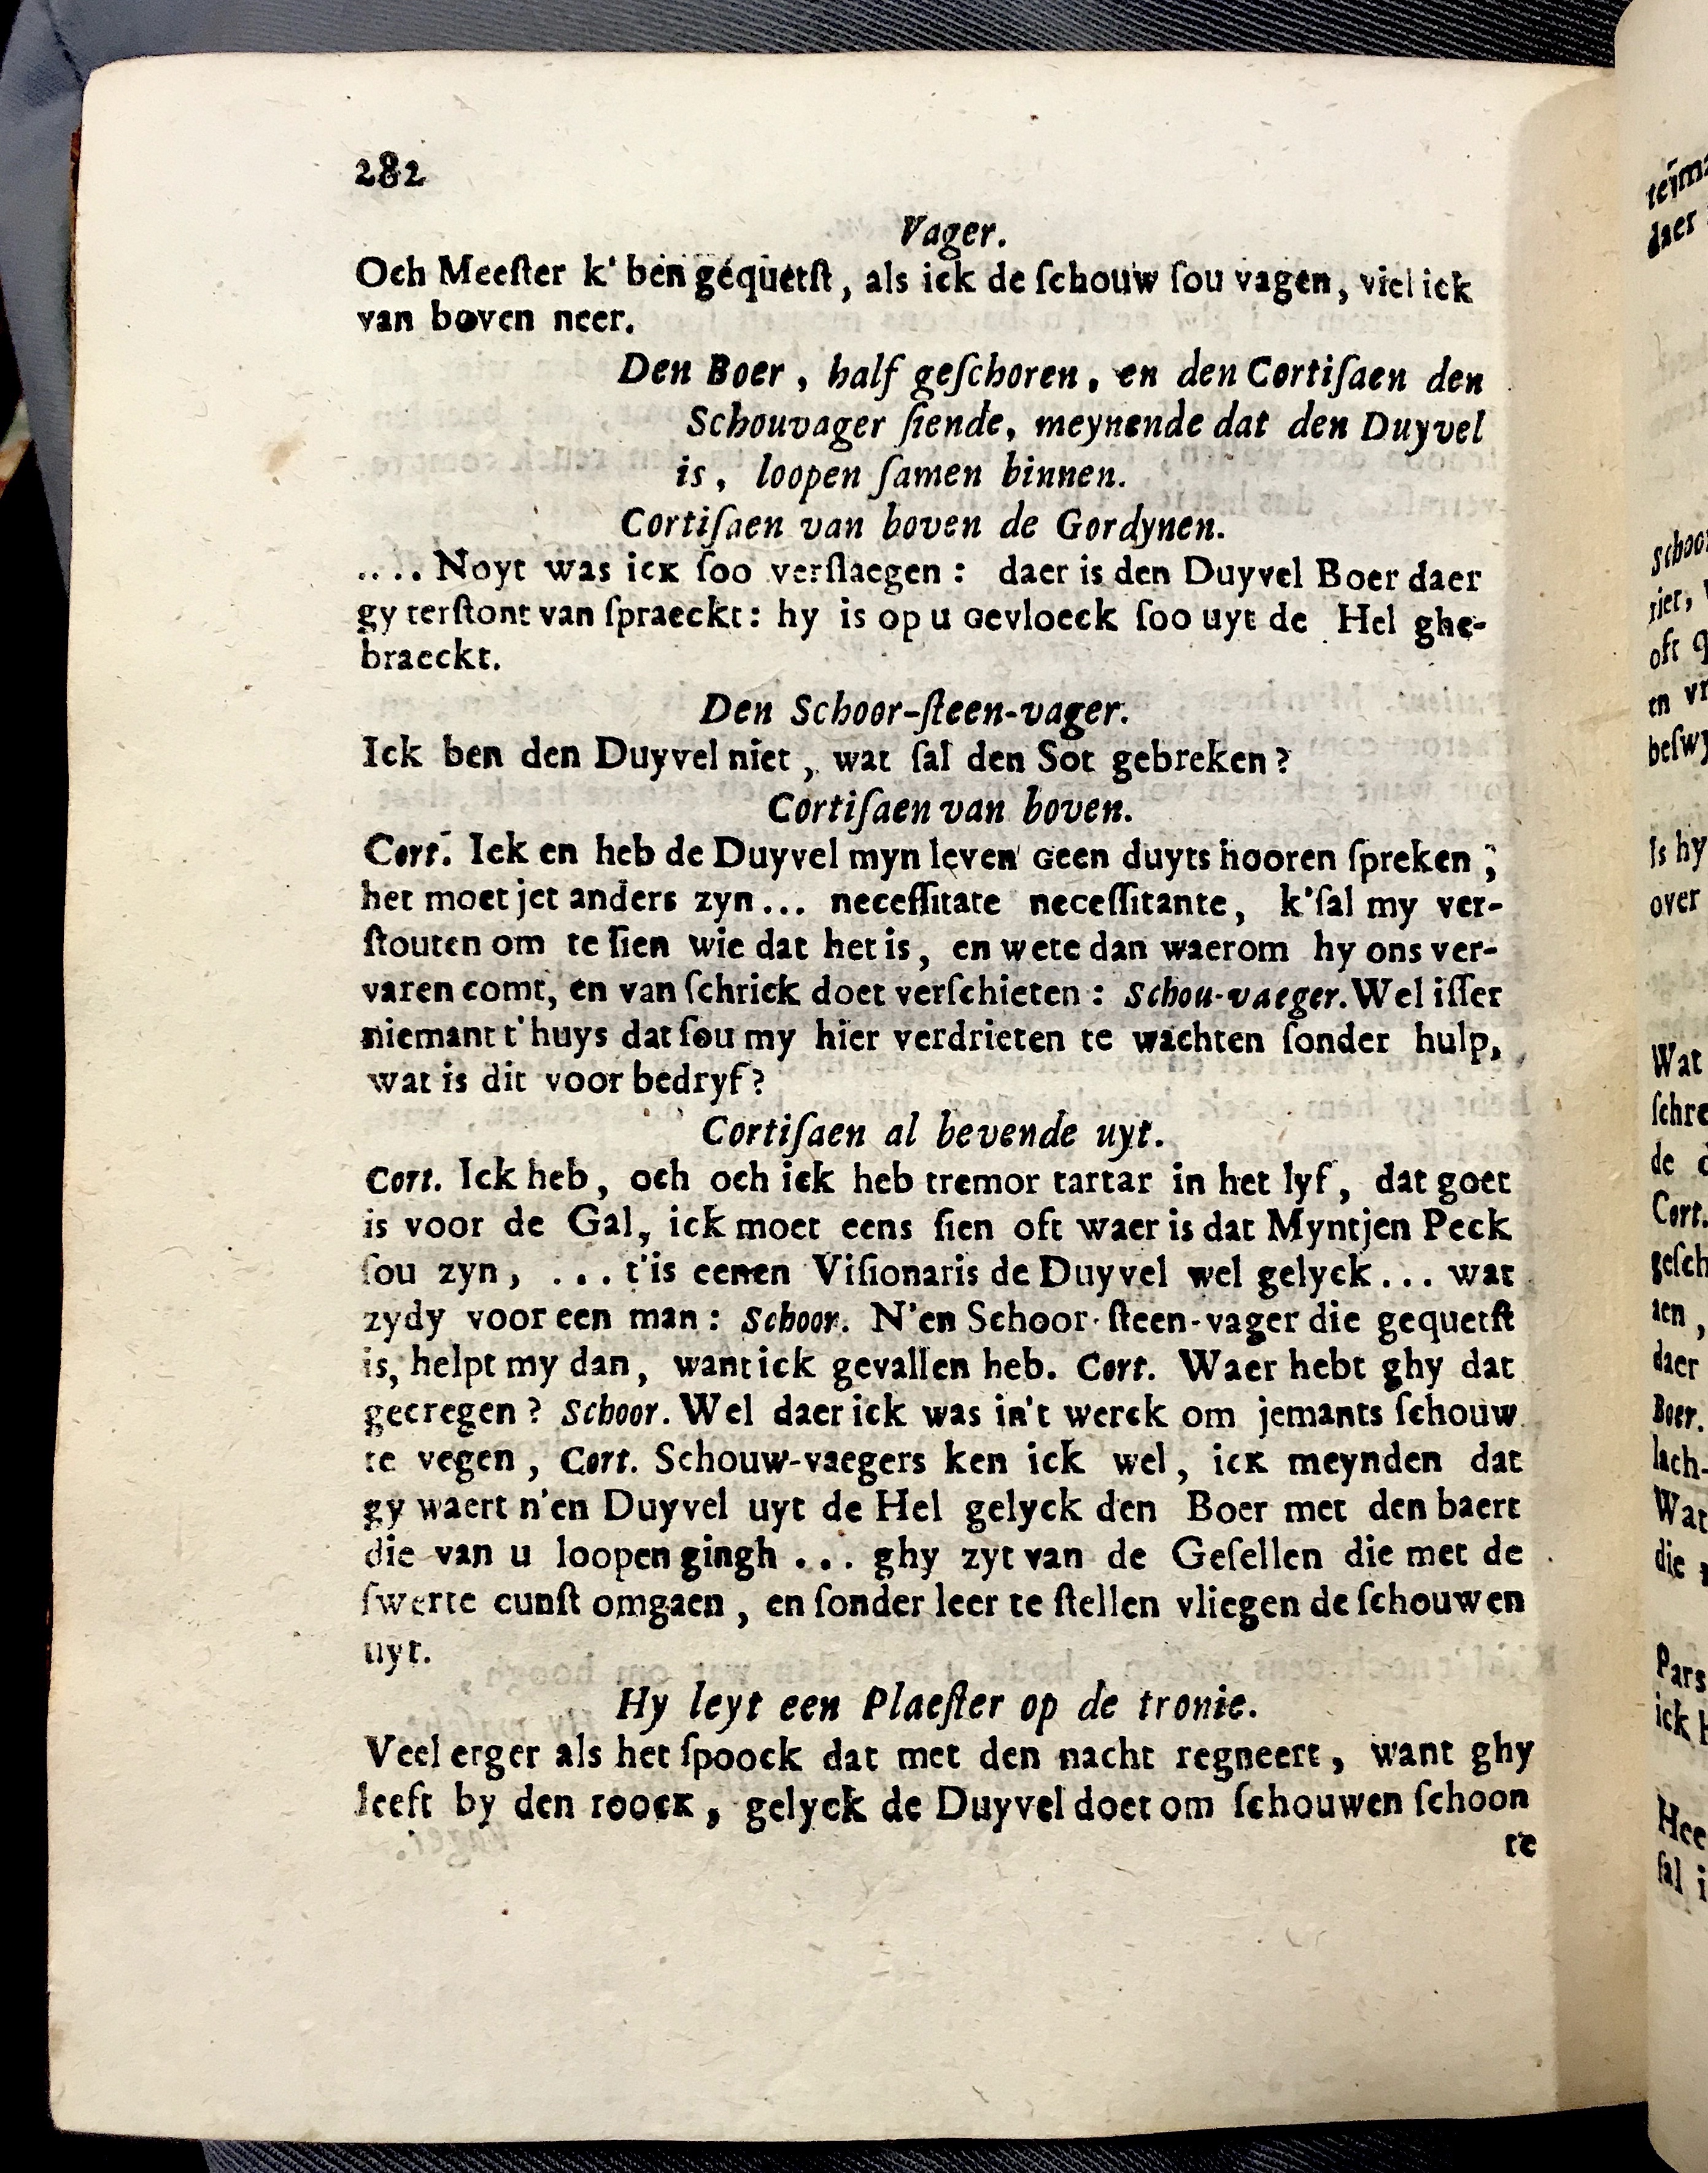 282
Vager.
Och Meeſter k' ben gequetſt, als ick de ſchouw ſou vagen, viel ick
van boven neer.
Den Boer, half geſchoren, en den Cortiſaen den
Schouvager ſiende, meynende dat den Duyvel
is, loopen ſamen binnen.
Cortiſaen van boven de Gordynen.
.... Noyt was ick ſoo verſlaegen: daer is den Duyvel Boer daer
gy terſtont van ſpraeckt: hy is op u gevloeck ſoo uyt de Hel ghe-
braeckt.
Den Schoor-ſteen-vager.
Ick ben den Duyvel niet, wat ſal den Sot gebreken?
Cortiſaen van boven.
Cort. Ick en heb de Duyvel myn leven geen duyts hooren ſpreken;
het moet jet anders zyn... neceſſitate neceſſitante, k'ſal my ver-
ſtouten om te ſien wie dat het is, en wete dan waerom hy ons ver-
varen comt, en van ſchrick doet verſchieten: Schou-vaeger. Wel iſſer
niemant t'huys dat ſou my hier verdrieten te wachten ſonder hulp,
wat is dit voor bedryf?
Cortiſaen al bevende uyt.
Cort. Ick heb, och och ick heb tremor tartar in het lyf, dat goet
is voor de Gal, ick moet eens ſien oft waer is dat Myntjen Peck
ſou zyn, ... t'is eenen Viſionaris de Duyvel wel gelyck... wat
zydy voor een man: Schoor. N'en Schoor-ſteen-vager die gequetſt
is, helpt my dan, want ick gevallen heb. Cort. Waer hebt ghy dat
gecregen? Schoor. Wel daer ick was in't werck om jemants ſchouw
te vegen, Cort. Schouw-vaegers ken ick wel, ick meynden dat
gy waert n'en Duyvel uyt de Hel gelyck den Boer met den baert
die van u loopen gingh ... ghy zyt van de Geſellen die met de
ſwerte cunſt omgaen, en ſonder leer te ſtellen vliegen de ſchouwen
uyt.
Hy leyt een Plaeſter op de tronie.
Veel erger als het ſpoock dat met den nacht regneert, want ghy
leeft by den roock, gelyck de Duyvel doet om ſchouwen ſchoon
te